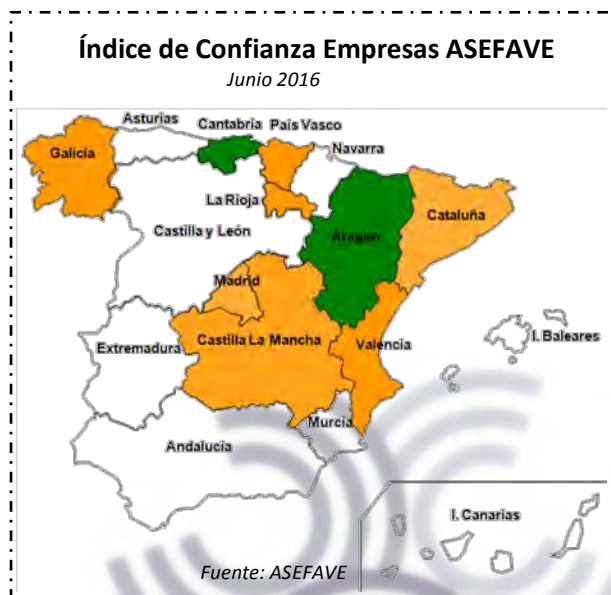 Índice de Confianza Empresas ASEFAVE
Junio 2016
Asturias
Cantabria
País Vasco
Galicia
Navarra
La Rioja
Cataluña
Castilla y León
Aragon
Madrid
I. Baleares
Castilla La Mancha
Valencia
Extremadura
Murcia
Andalucía
I. Canarias
Fuente: ASEFAVE